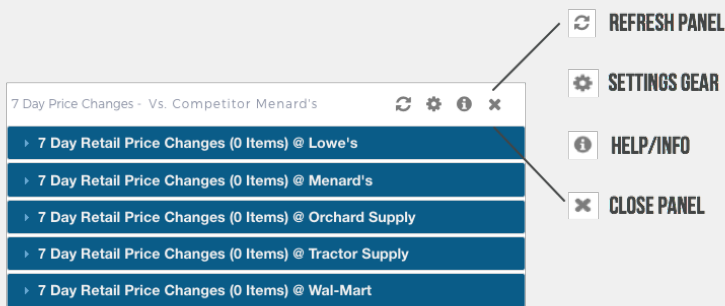 REFRESH PANEL
SETTINGS GEAR
7 Day Price Changes - Vs. Competitor Menard's
7 Day Retail Price Changes (0 Items) @ Lowe's
HELP/INFO
7 Day Retail Price Changes (0 Items) @ Menard's
CLOSE PANEL
7 Day Retail Price Changes (0 Items) @ Orchard Supply
7 Day Retail Price Changes (0 Items) @ Tractor Supply
7 Day Retail Price Changes (0 Items) @ Wal-Mart